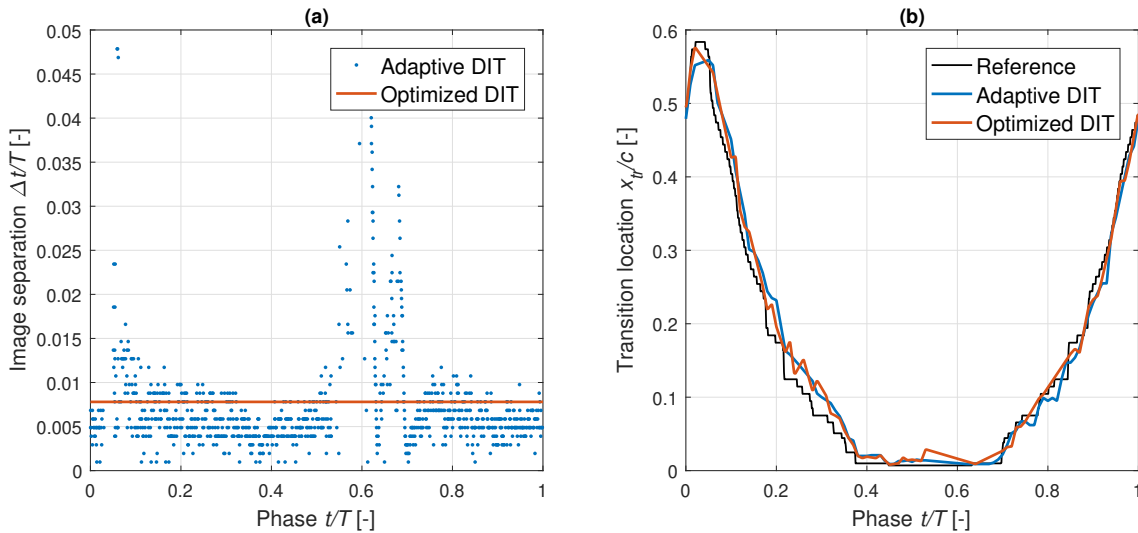 (a)
Image separation Δt/T [-]
0.05
0.045
0.04
0.035
0.03
0.025
0.02
0.015
0.01
0.005
0
Adaptive DIT
Optimized DIT
0 0.2 0.4 0.6 0.8 1
Phase t/T [-]
(b)
Transition location x_tr/c [-]
0.6
0.5
0.4
0.3
0.2
0.1
0
Reference
Adaptive DIT
Optimized DIT
0 0.2 0.4 0.6 0.8 1
Phase t/T [-]